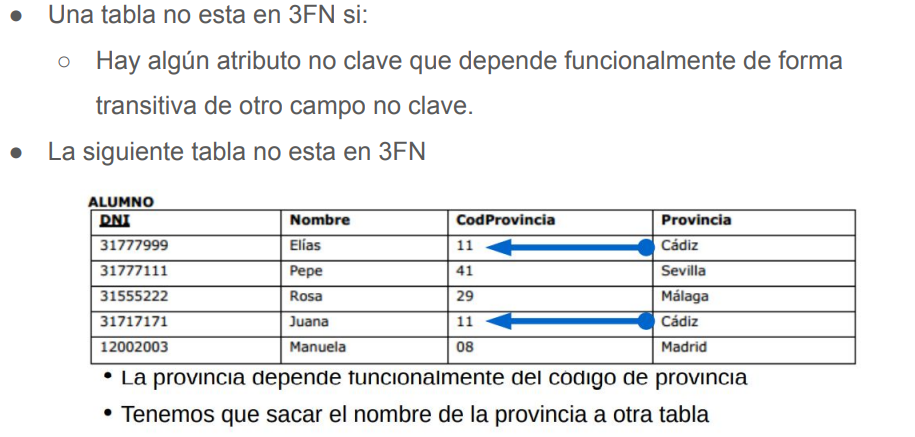 ● Una tabla no esta en 3FN si:
○ Hay algún atributo no clave que depende funcionalmente de forma
transitiva de otro campo no clave.
● La siguiente tabla no esta en 3FN
ALUMNO
DNI Nombre CodProvincia Provincia
31777999 Elías 11 Cádiz
31777111 Pepe 41 Sevilla
31555222 Rosa 29 Málaga
31717171 Juana 11 Cádiz
12002003 Manuela 08 Madrid
• La provincia depende funcionalmente del código de provincia
• Tenemos que sacar el nombre de la provincia a otra tabla